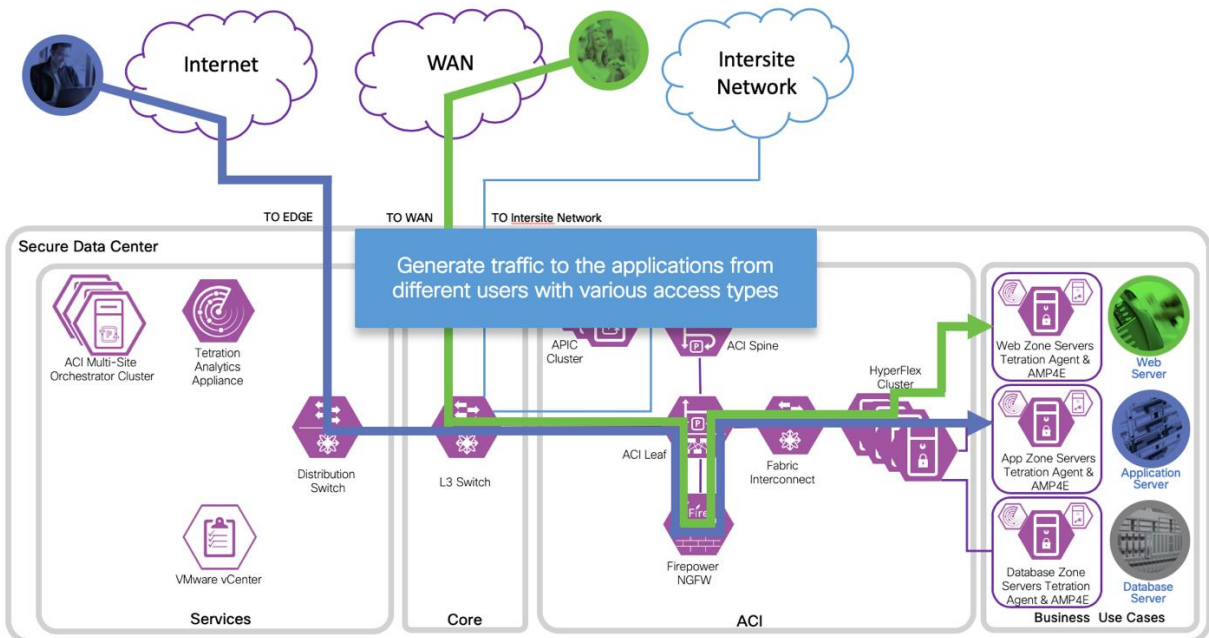 Internet
WAN
Intersite
Network
TO EDGE
TO WAN
TO Intersite Network
Secure Data Center
Generate traffic to the applications from
different users with various access types
ACI Multi-Site
Orchestrator Cluster
Tetration
Analytics
Appliance
APIC
Cluster
ACI Spine
HyperFlex
Cluster
Web Zone Servers
Tetration Agent &
AMP4E
Web
Server
Distribution
Switch
L3 Switch
ACI Leaf
Fabric
Interconnect
App Zone Servers
Tetration Agent &
AMP4E
Application
Server
Fire
Firepower
NGFW
VMware vCenter
Database Zone
Servers Tetration
Agent & AMP4E
Database
Server
Services
Core
ACI
Business Use Cases